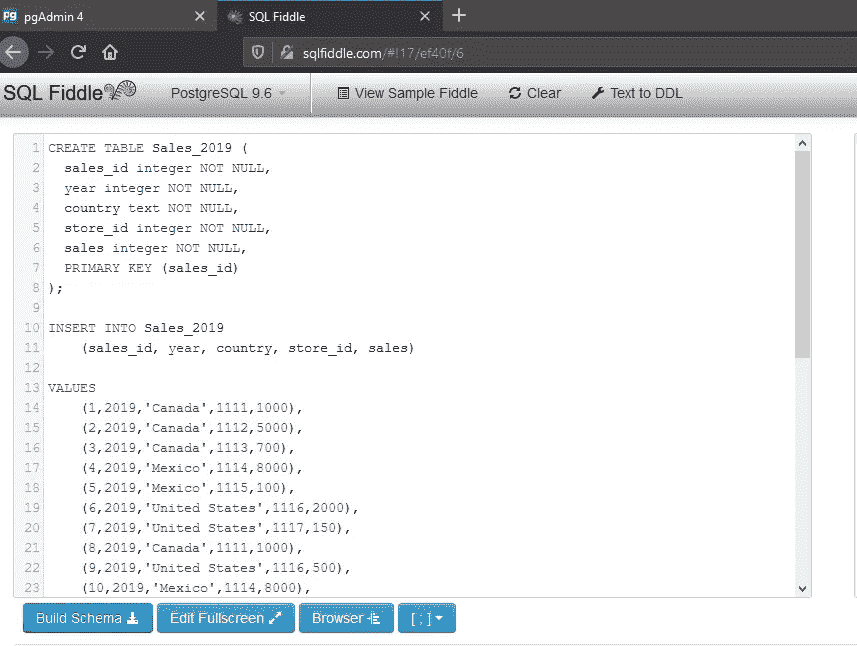 pg pgAdmin 4
SQL Fiddle
sqlfiddle.com/#!17/ef40f/6
SQL Fiddle PostgreSQL 9.6 View Sample Fiddle Clear Text to DDL
1 CREATE TABLE Sales_2019 (
2 sales_id integer NOT NULL,
3 year integer NOT NULL,
4 country text NOT NULL,
5 store_id integer NOT NULL,
6 sales integer NOT NULL,
7 PRIMARY KEY (sales_id)
8 );
9
10 INSERT INTO Sales_2019
11 (sales_id, year, country, store_id, sales)
12
13 VALUES
14 (1,2019,'Canada',1111,1000),
15 (2,2019,'Canada',1112,5000),
16 (3,2019,'Canada',1113,700),
17 (4,2019,'Mexico',1114,8000),
18 (5,2019,'Mexico',1115,100),
19 (6,2019,'United States',1116,2000),
20 (7,2019,'United States',1117,150),
21 (8,2019,'Canada',1111,1000),
22 (9,2019,'United States',1116,500),
23 (10,2019,'Mexico',1114,8000),
Build Schema Edit Fullscreen Browser [ ; ]